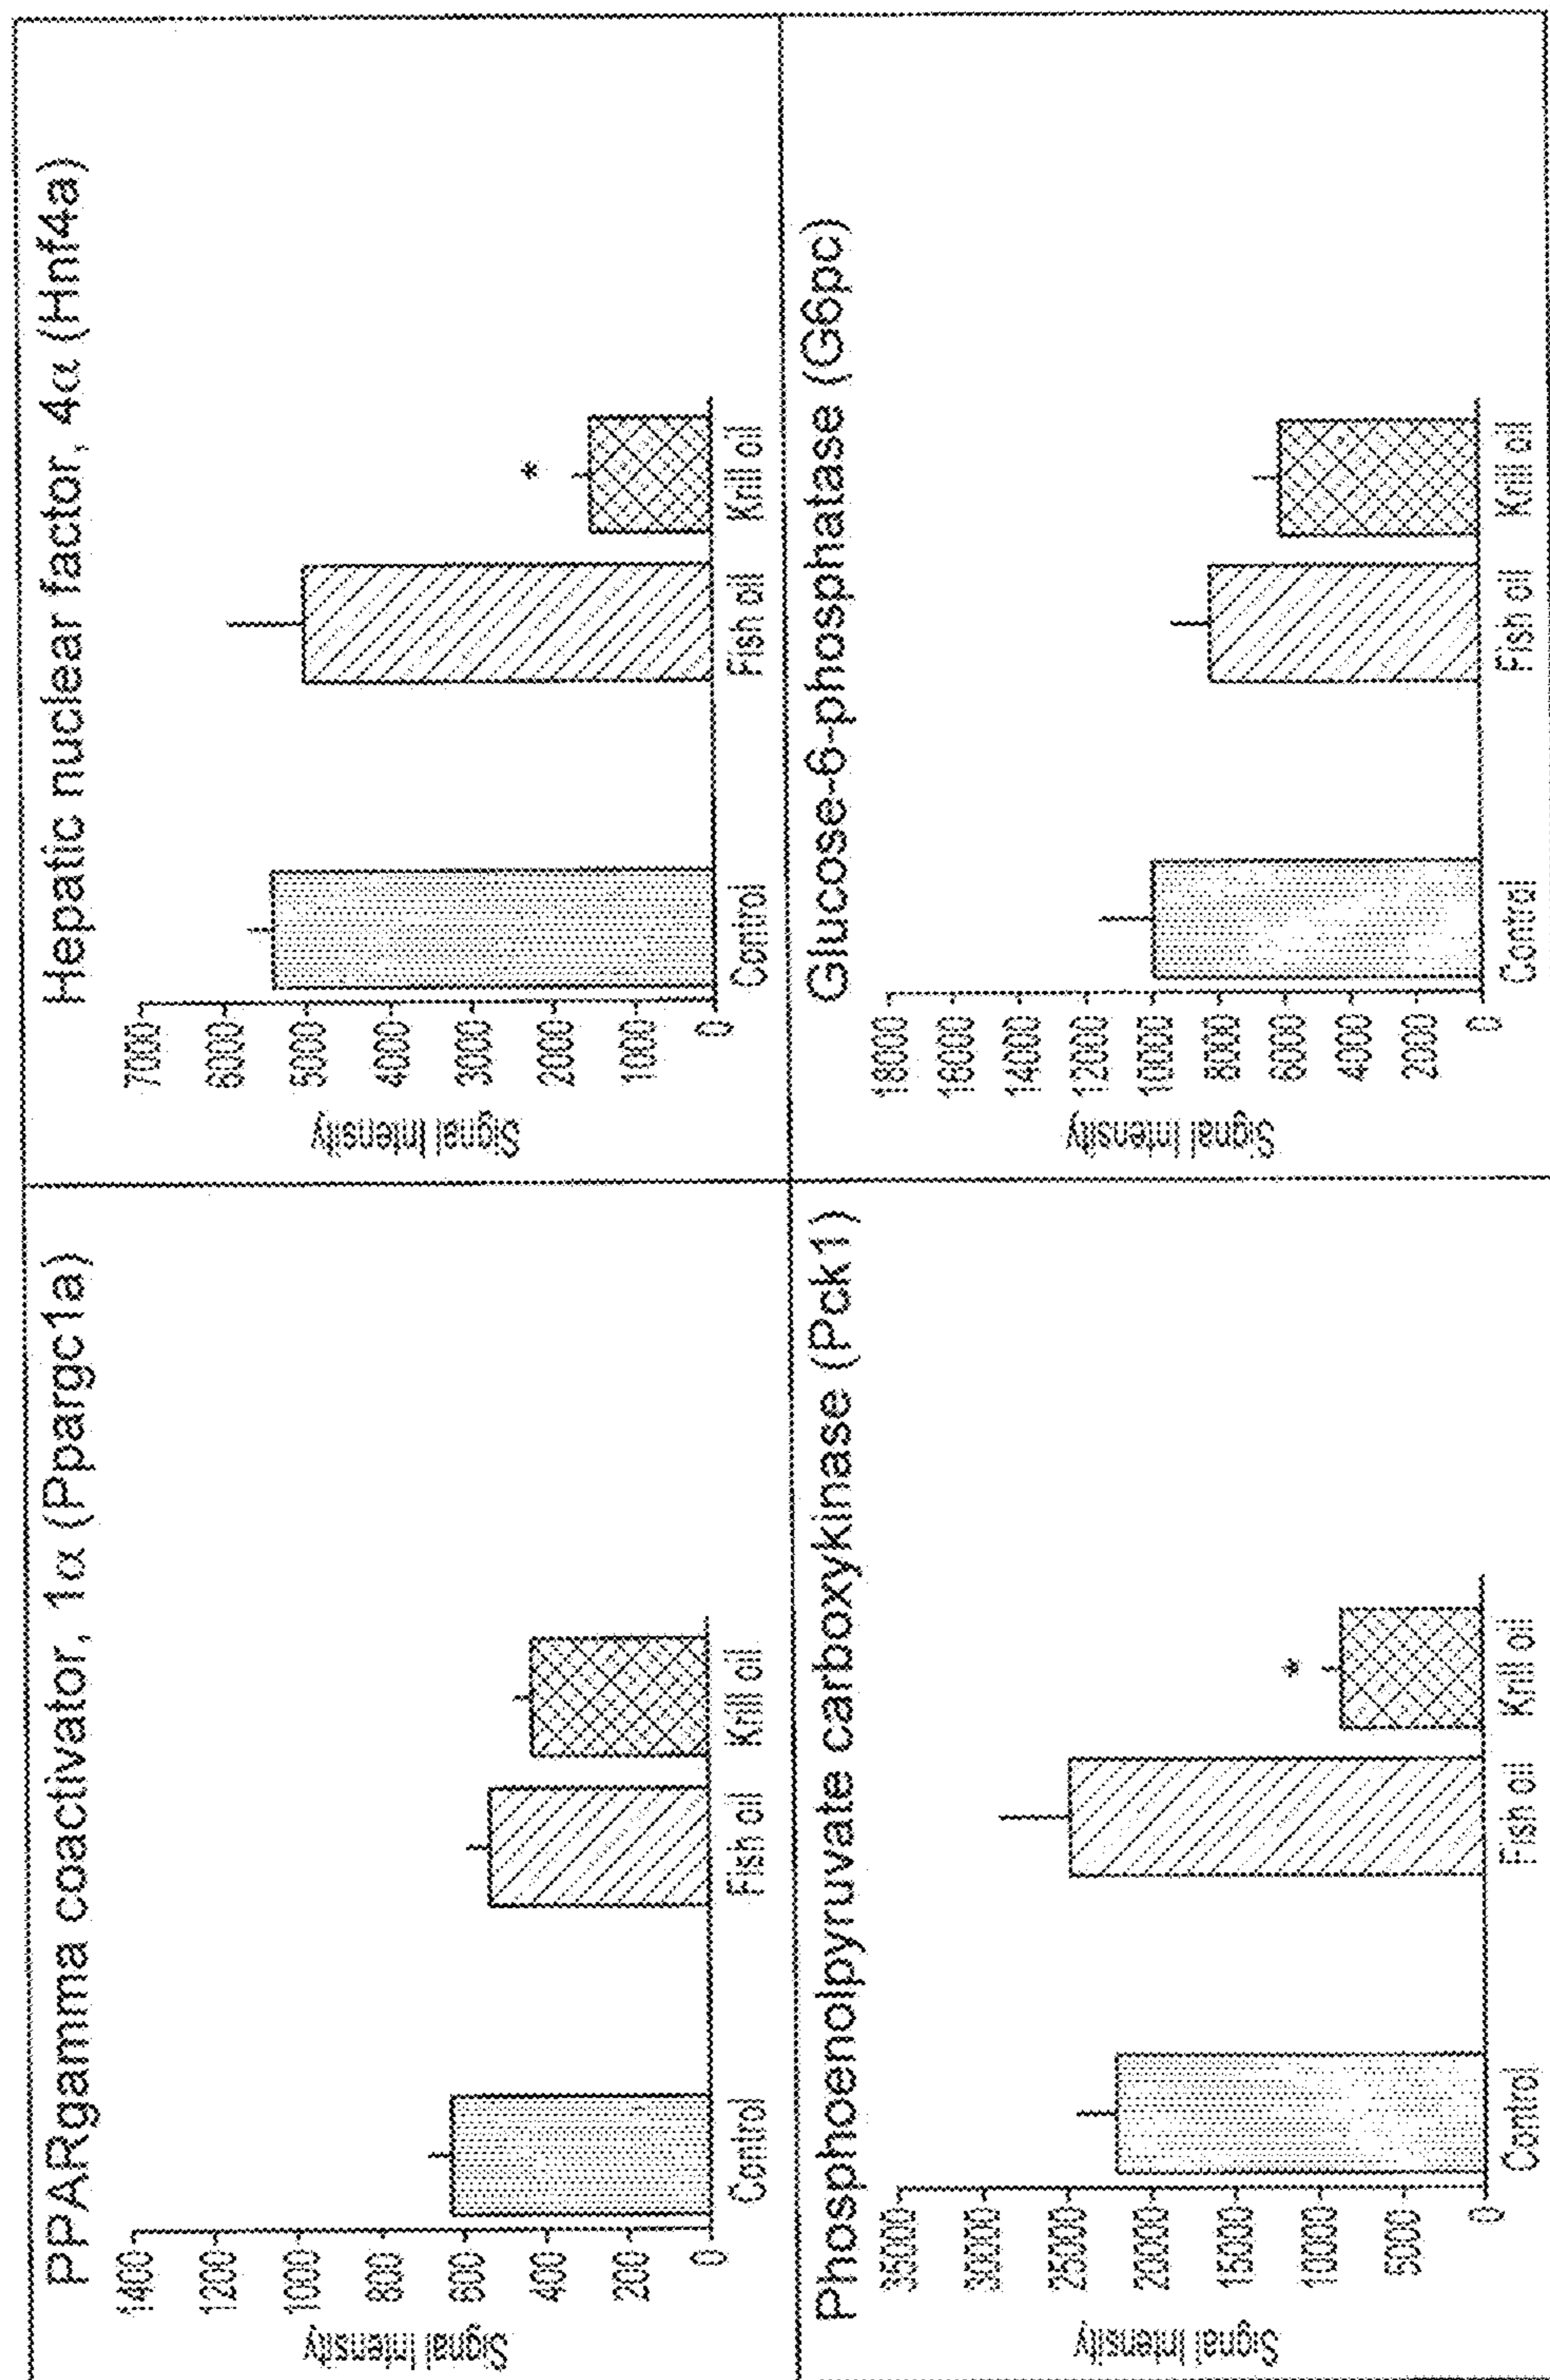 PPARgamma coactivator, 1α (Ppargc1a)
Signal Intensity
1400
1200
1000
800
600
400
200
0
Control
Fish oil
Krill oil
Hepatic nuclear factor, 4α (Hnf4a)
Signal Intensity
7000
6000
5000
4000
3000
2000
1000
0
*
Control
Fish oil
Krill oil
Phosphoenolpyruvate carboxykinase (Pck1)
Signal Intensity
35000
30000
25000
20000
15000
10000
5000
0
*
Control
Fish oil
Krill oil
Glucose-6-phosphatase (G6pc)
Signal Intensity
18000
16000
14000
12000
10000
8000
6000
4000
2000
0
Control
Fish oil
Krill oil